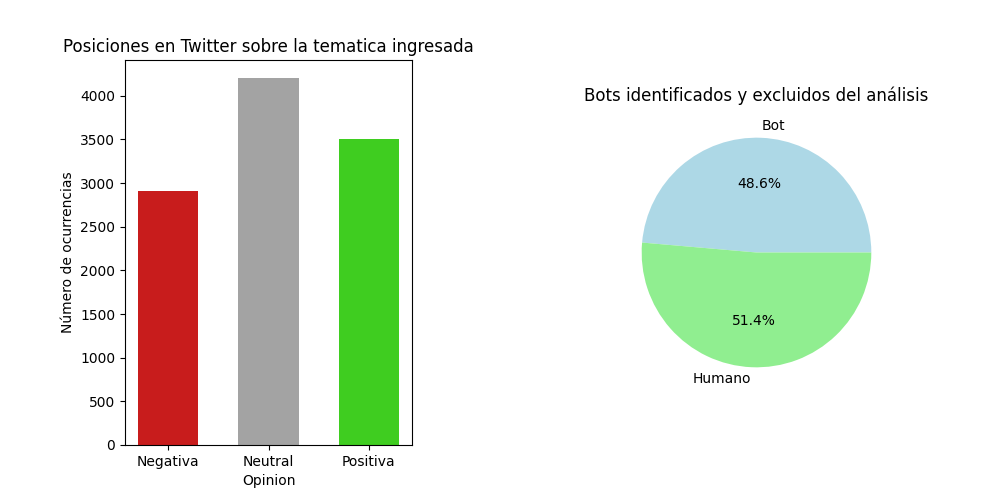 Posiciones en Twitter sobre la tematica ingresada
Número de ocurrencias
4000
3500
3000
2500
2000
1500
1000
500
0
Negativa
Neutral
Positiva
Opinion
Bots identificados y excluidos del análisis
Bot
48.6%
51.4%
Humano